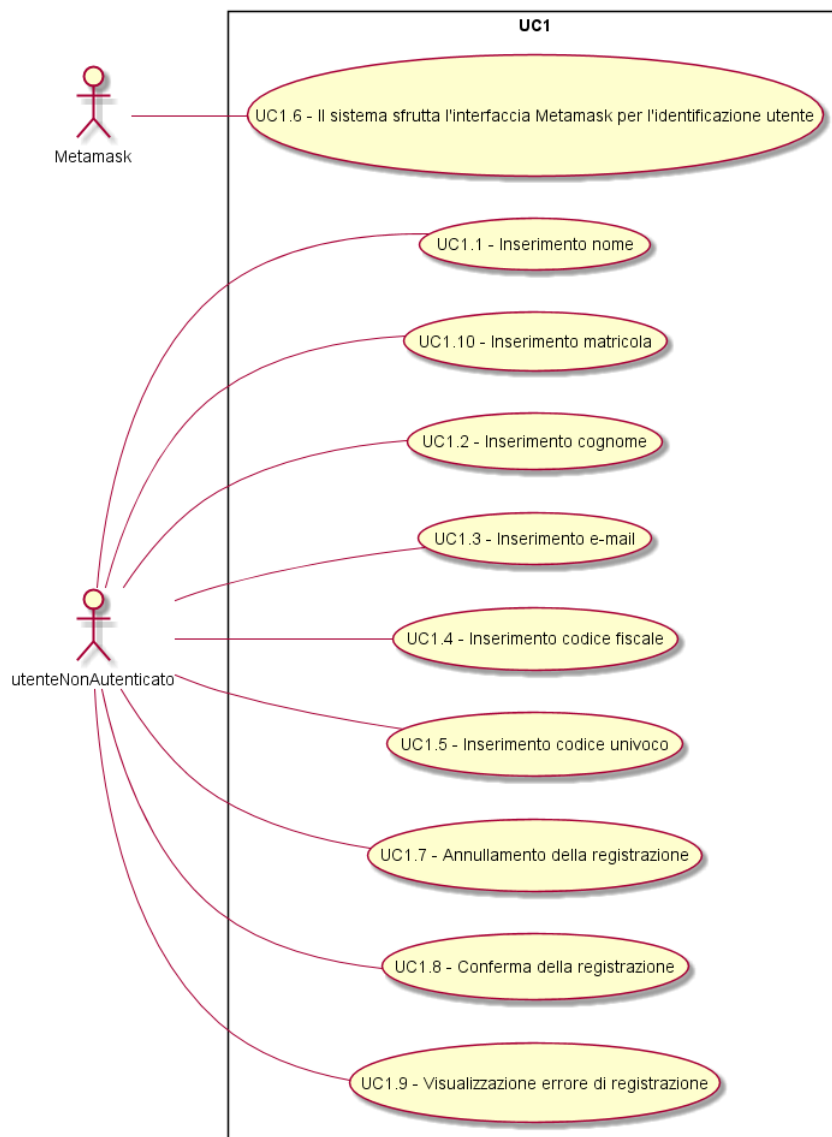 UC1
UC1.6 - Il sistema sfrutta l'interfaccia Metamask per l'identificazione utente
Metamask
UC1.1 - Inserimento nome
UC1.10 - Inserimento matricola
UC1.2 - Inserimento cognome
UC1.3 - Inserimento e-mail
UC1.4 - Inserimento codice fiscale
utenteNonAutenticato
UC1.5 - Inserimento codice univoco
UC1.7 - Annullamento della registrazione
UC1.8 - Conferma della registrazione
UC1.9 - Visualizzazione errore di registrazione